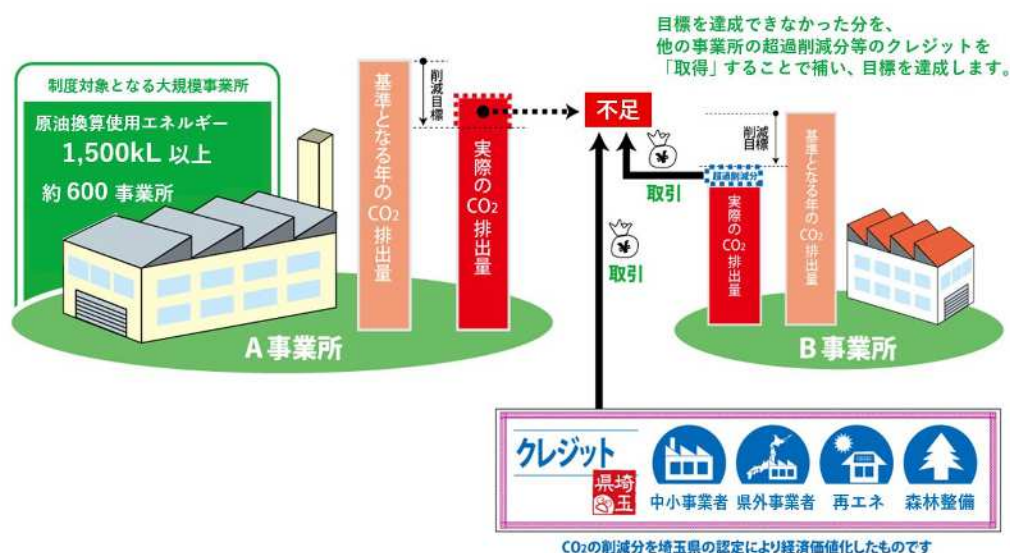 目標を達成できなかった分を、
他の事業所の超過削減分等のクレジットを
「取得」することで補い、目標を達成します。
制度対象となる大規模事業所
原油換算使用エネルギー
1,500kL 以上
約600 事業所
基準となる年のCO₂排出量
削減目標
実際のCO₂排出量
A事業所
不足
取引
取引
削減
目標
超過削減分
実際のCO₂排出量
基準となる年のCO₂排出量
B事業所
クレジット
埼玉
県
中小事業者
県外事業者
再エネ
森林整備
CO₂の削減分を埼玉県の認定により経済価値化したものです